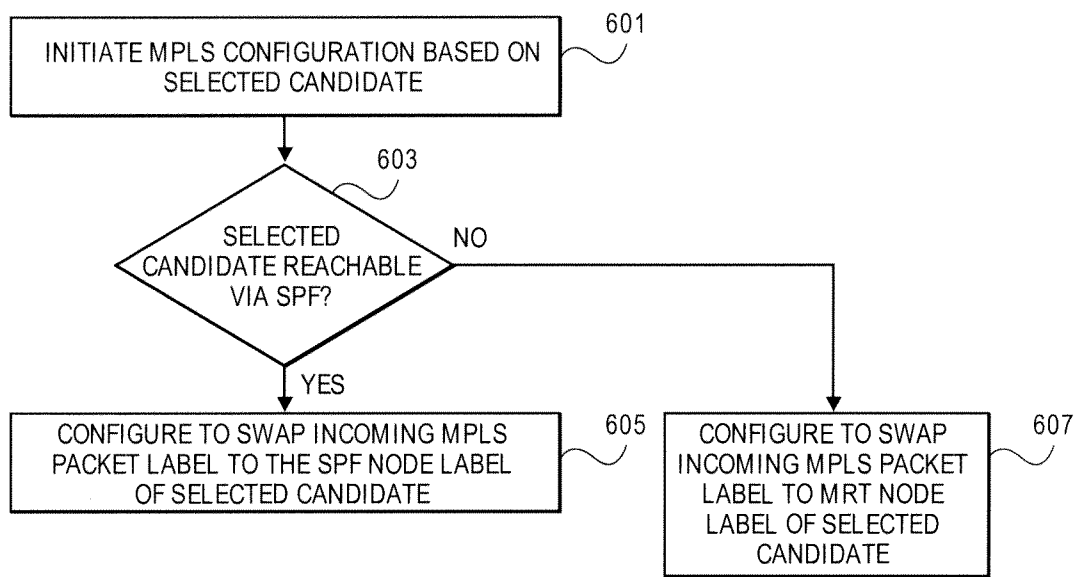 601
INITIATE MPLS CONFIGURATION BASED ON
SELECTED CANDIDATE
603
SELECTED
CANDIDATE REACHABLE
VIA SPF?
NO
YES
CONFIGURE TO SWAP INCOMING MPLS
PACKET LABEL TO THE SPF NODE LABEL
OF SELECTED CANDIDATE
605
CONFIGURE TO SWAP
INCOMING MPLS PACKET
LABEL TO MRT NODE
LABEL OF SELECTED
CANDIDATE
607